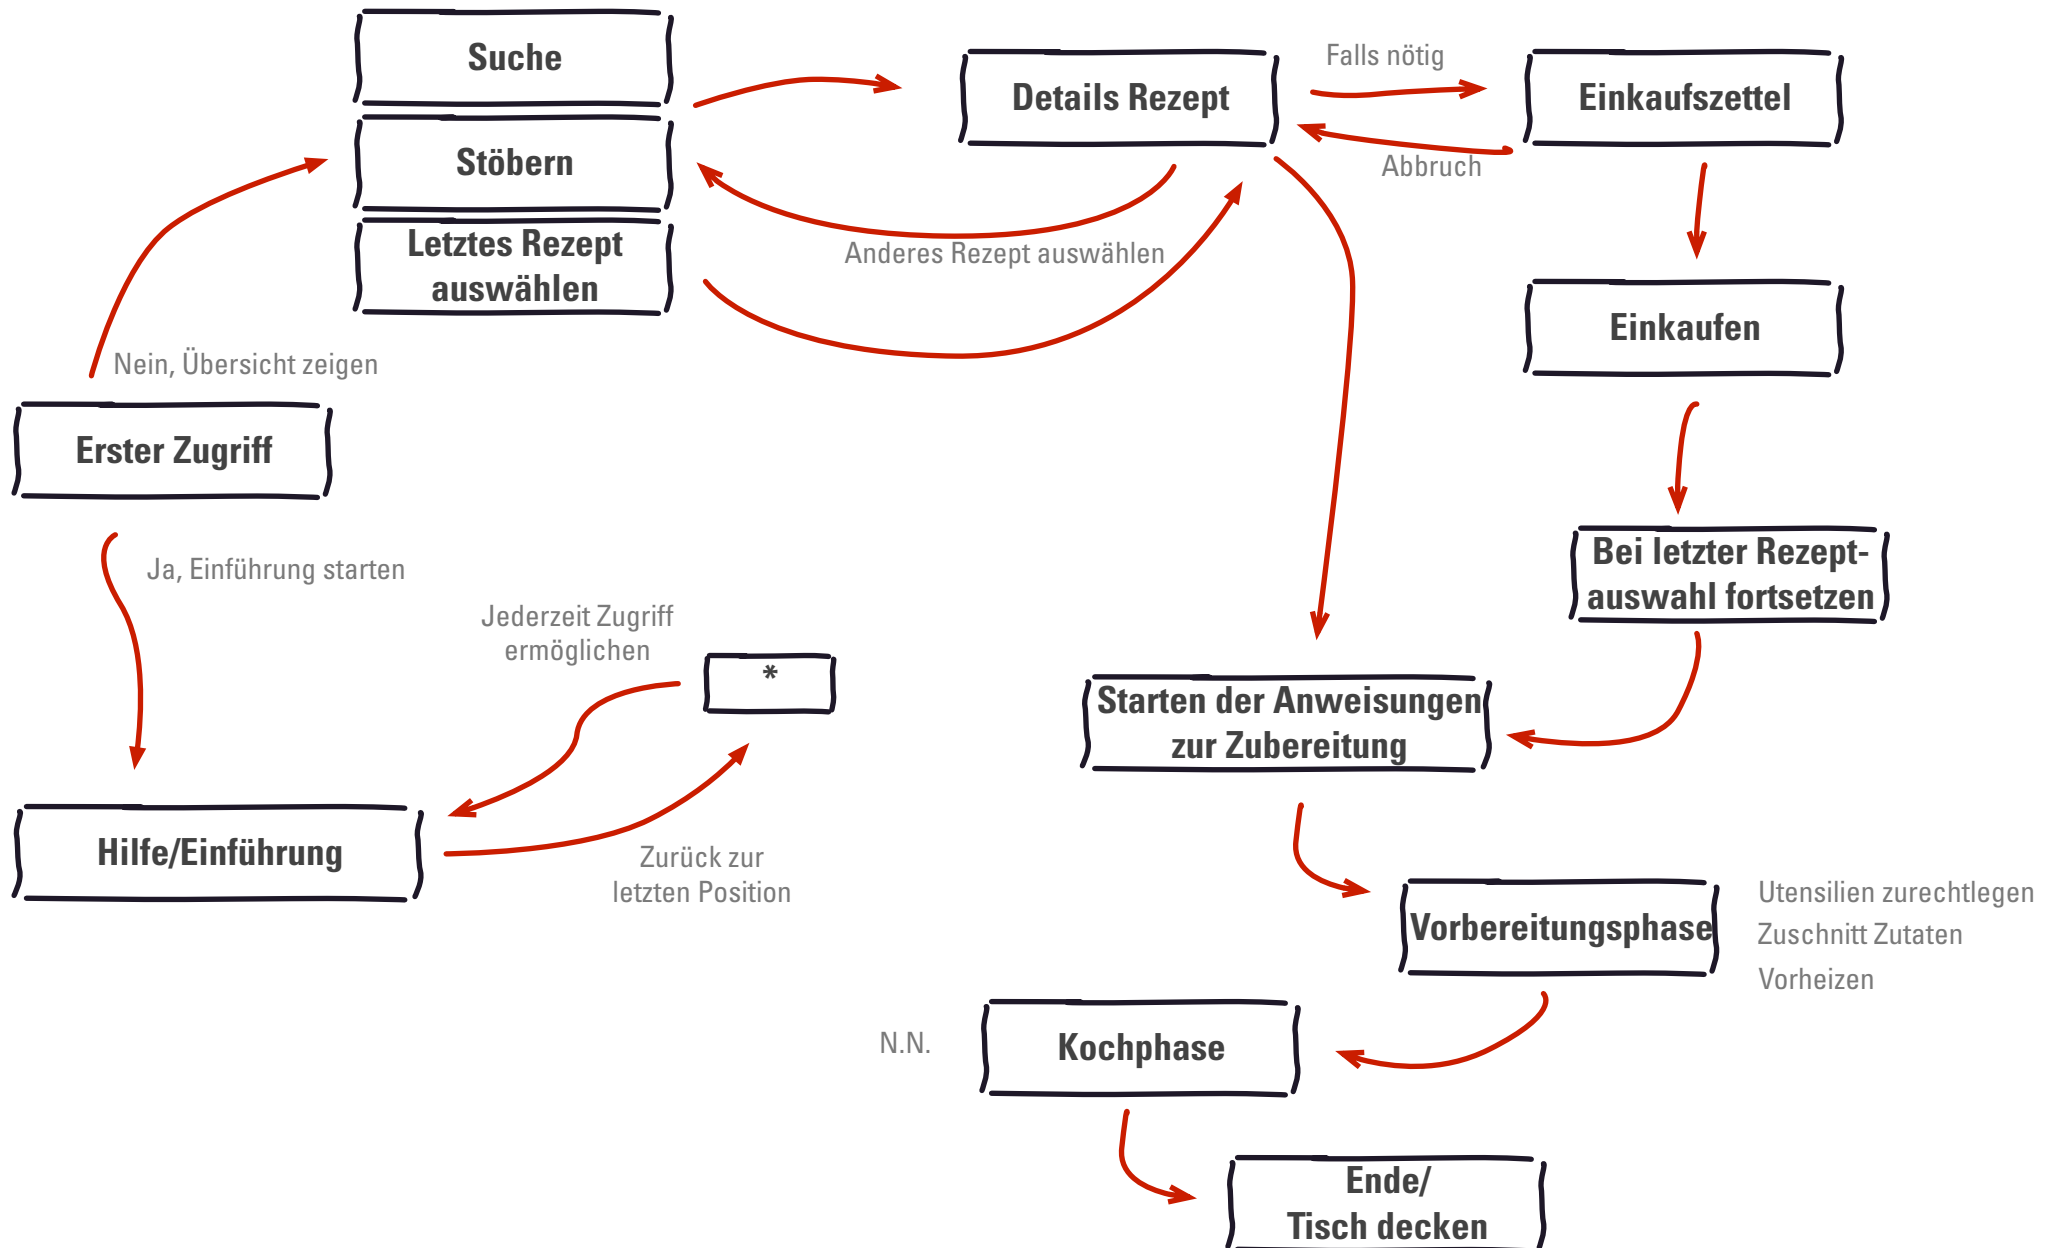 Suche
Stöbern
Letztes Rezept
auswählen
Details Rezept
Falls nötig
Einkaufszettel
Abbruch
Anderes Rezept auswählen
Einkaufen
Nein, Übersicht zeigen
Erster Zugriff
Ja, Einführung starten
Bei letzter Rezept-
auswahl fortsetzen
Jederzeit Zugriff
ermöglichen
*
Starten der Anweisungen
zur Zubereitung
Hilfe/Einführung
Zurück zur
letzten Position
Vorbereitungsphase
Utensilien zurechtlegen
Zuschnitt Zutaten
Vorheizen
N.N.
Kochphase
Ende/
Tisch decken